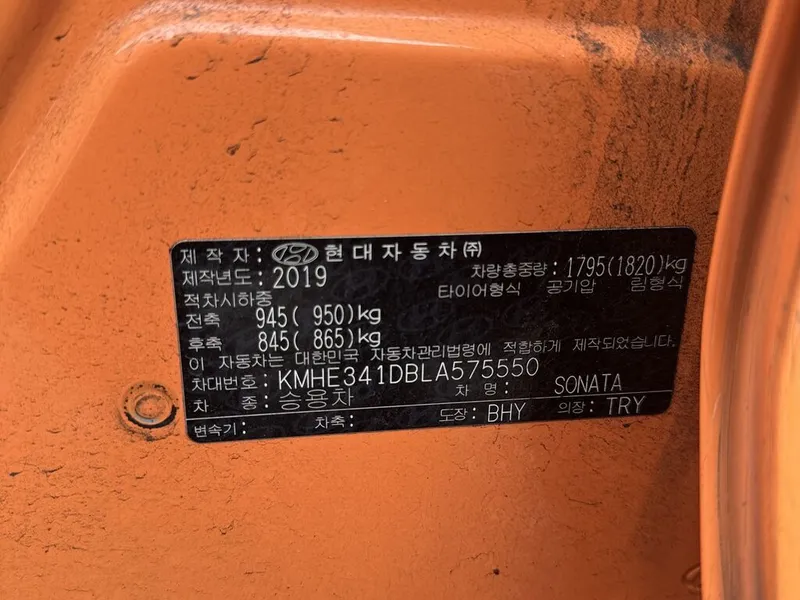 제 작 자 : 현대자동차(주)
제작년도: 2019 차량총중량: 1795(1820)kg
적차시하중 타이어형식 공기압 림형식
전축 945( 950)kg
후축 845( 865)kg
이 자동차는 대한민국 자동차관리법령에 적합하게 제작되었습니다.
차대번호: KMHE341DBLA575550
차 종: 승용차 차 명: SONATA
변속기: 차축: 도장: BHY 의장: TRY